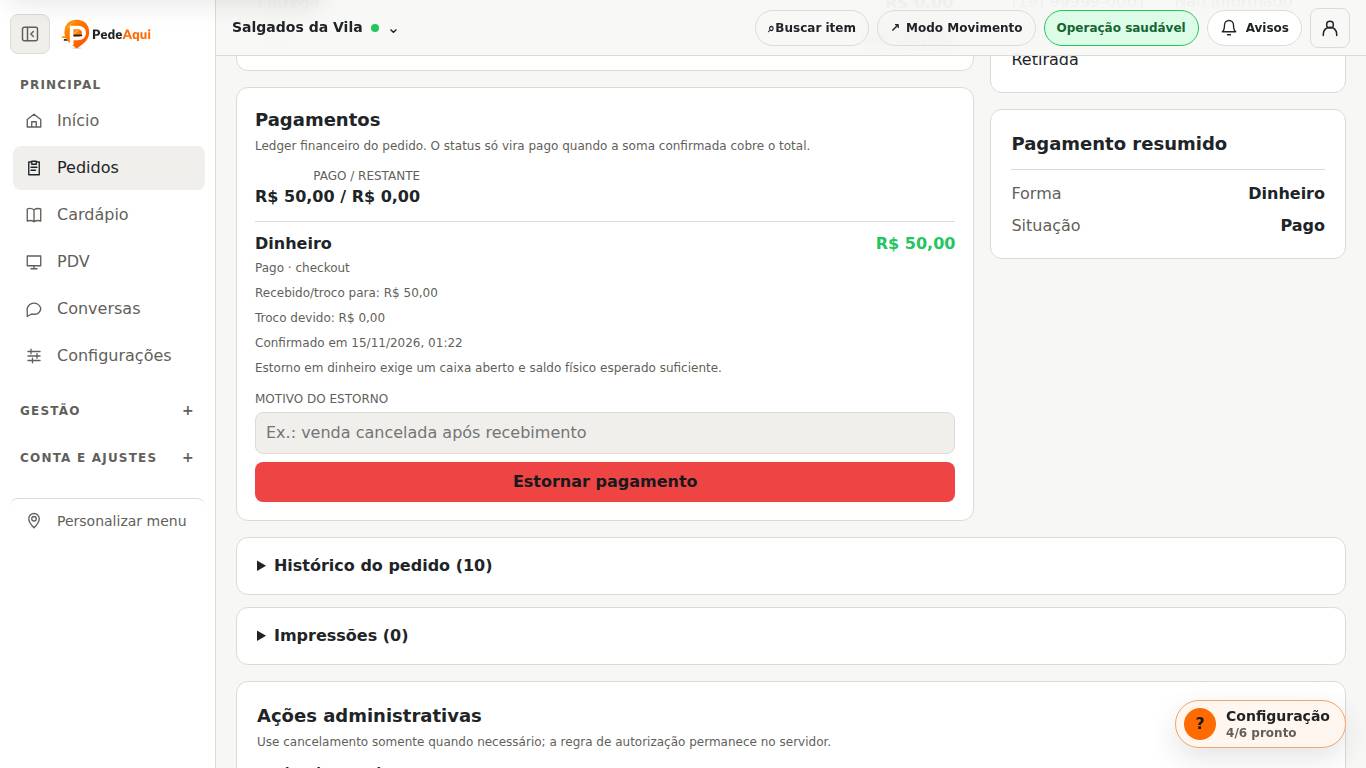 PedeAqui
PRINCIPAL
Início
Pedidos
Cardápio
PDV
Conversas
Configurações
GESTÃO +
CONTA E AJUSTES +
Personalizar menu
Salgados da Vila
Buscar item
↗ Modo Movimento
Operação saudável
Avisos
Retirada
Pagamentos
Ledger financeiro do pedido. O status só vira pago quando a soma confirmada cobre o total.
PAGO / RESTANTE
R$ 50,00 / R$ 0,00
Dinheiro R$ 50,00
Pago · checkout
Recebido/troco para: R$ 50,00
Troco devido: R$ 0,00
Confirmado em 15/11/2026, 01:22
Estorno em dinheiro exige um caixa aberto e saldo físico esperado suficiente.
MOTIVO DO ESTORNO
Ex.: venda cancelada após recebimento
Estornar pagamento
Pagamento resumido
Forma Dinheiro
Situação Pago
Histórico do pedido (10)
Impressões (0)
Ações administrativas
Use cancelamento somente quando necessário; a regra de autorização permanece no servidor.
? Configuração
4/6 pronto